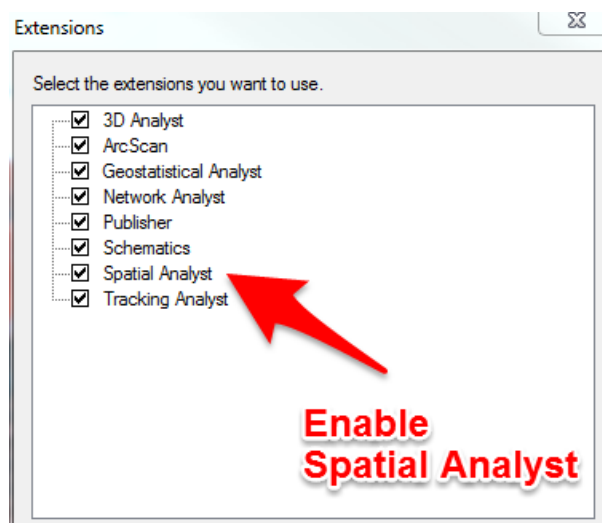 Extensions
Select the extensions you want to use.
3D Analyst
ArcScan
Geostatistical Analyst
Network Analyst
Publisher
Schematics
Spatial Analyst
Tracking Analyst
Enable
Spatial Analyst